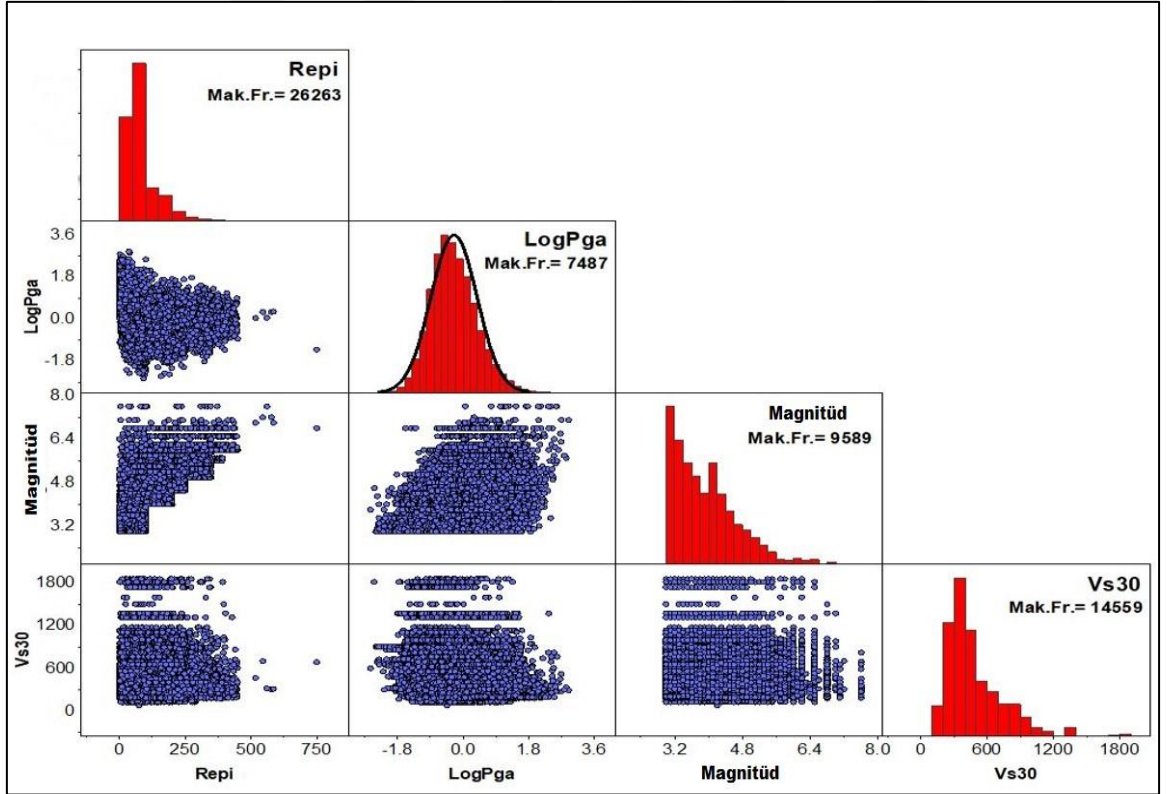 Repi
Mak.Fr.= 26263
3.6
1.8
0.0
-1.8
LogPga
LogPga
Mak.Fr.= 7487
8.0
6.4
4.8
3.2
Magnitüd
Magnitüd
Mak.Fr.= 9589
1800
1200
600
0
Vs30
Vs30
Mak.Fr.= 14559
0 250 500 750
-1.8 0.0 1.8 3.6
3.2 4.8 6.4 8.0
0 600 1200 1800
Repi
LogPga
Magnitüd
Vs30